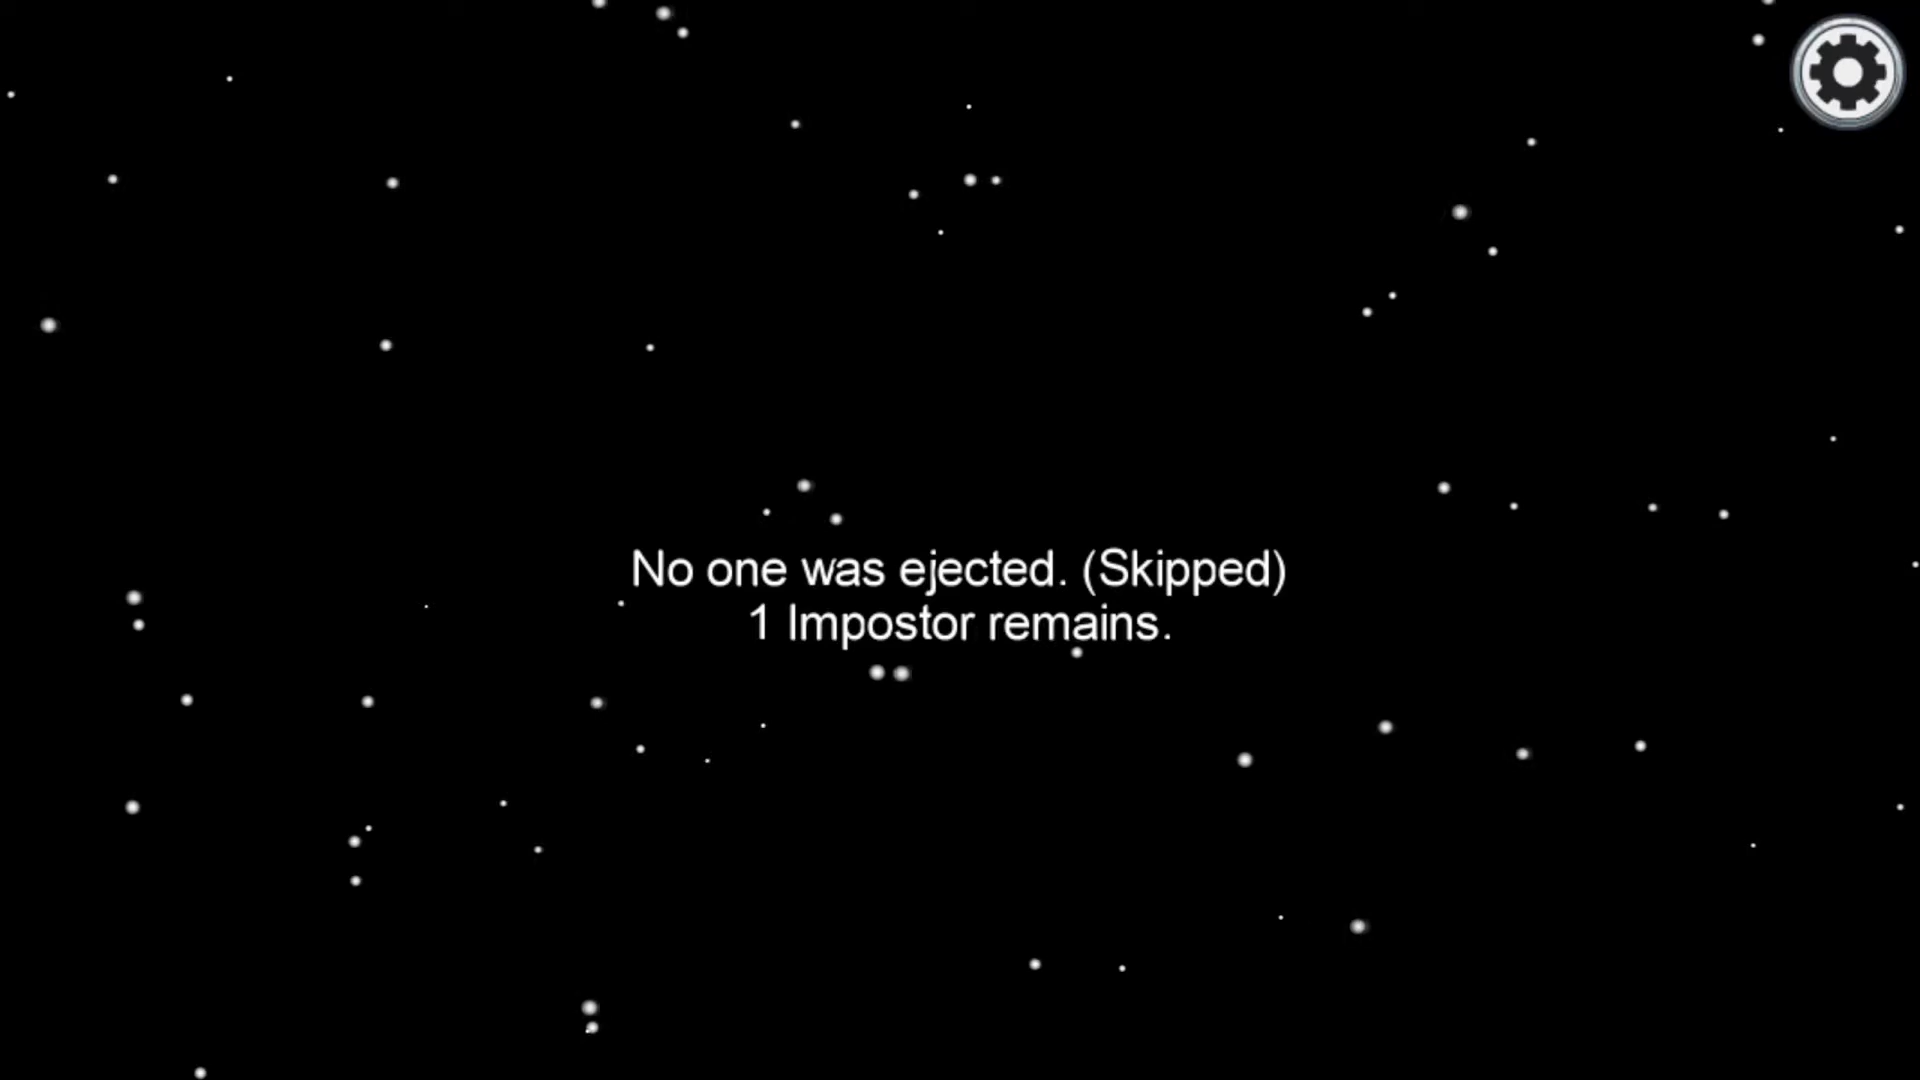 No one was ejected. (Skipped)
1 Impostor remains.